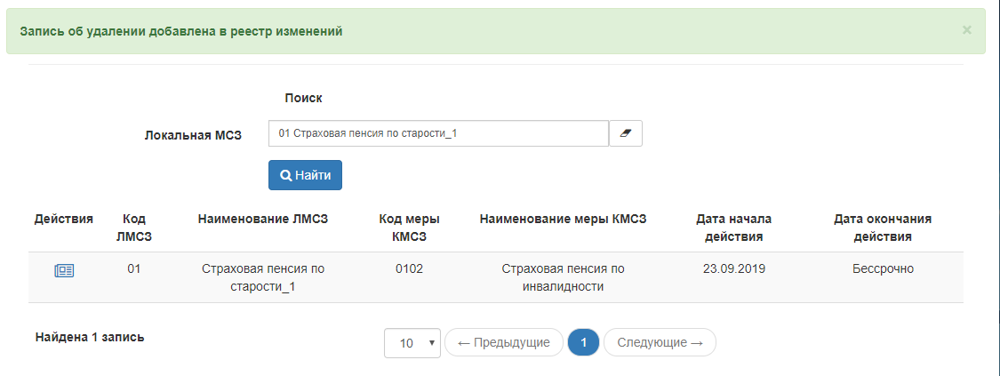 Запись об удалении добавлена в реестр изменений ×
Поиск
Локальная МСЗ 01 Страховая пенсия по старости_1
Найти
Действия Код ЛМСЗ Наименование ЛМСЗ Код меры КМСЗ Наименование меры КМСЗ Дата начала действия Дата окончания действия
01 Страховая пенсия по старости_1 0102 Страховая пенсия по инвалидности 23.09.2019 Бессрочно
Найдена 1 запись 10 ← Предыдущие 1 Следующие →